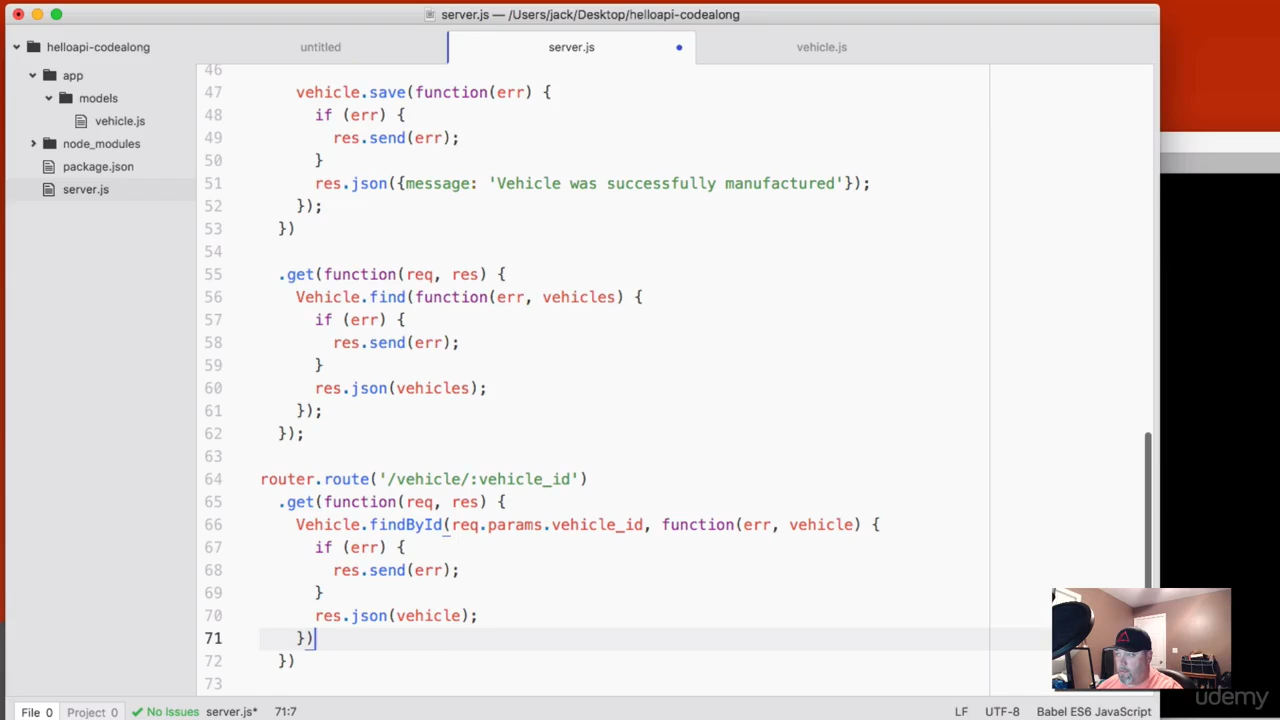 server.js — /Users/jack/Desktop/helloapi-codealong
helloapi-codealong
untitled
server.js
vehicle.js
app
models
vehicle.js
node_modules
package.json
server.js
46
47 vehicle.save(function(err) {
48 if (err) {
49 res.send(err);
50 }
51 res.json({message: 'Vehicle was successfully manufactured'});
52 });
53 })
54
55 .get(function(req, res) {
56 Vehicle.find(function(err, vehicles) {
57 if (err) {
58 res.send(err);
59 }
60 res.json(vehicles);
61 });
62 });
63
64 router.route('/vehicle/:vehicle_id')
65 .get(function(req, res) {
66 Vehicle.findById(req.params.vehicle_id, function(err, vehicle) {
67 if (err) {
68 res.send(err);
69 }
70 res.json(vehicle);
71 })
72 })
73
File 0 Project 0 No Issues server.js* 71:7 LF UTF-8 Babel ES6 JavaScript
udemy